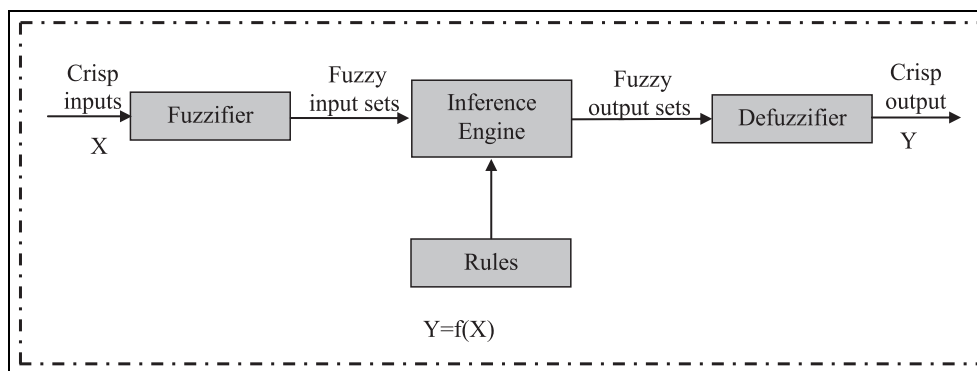 Crisp
inputs
X
Fuzzifier
Fuzzy
input sets
Inference
Engine
Fuzzy
output sets
Defuzzifier
Crisp
output
Y
Rules
Y=f(X)